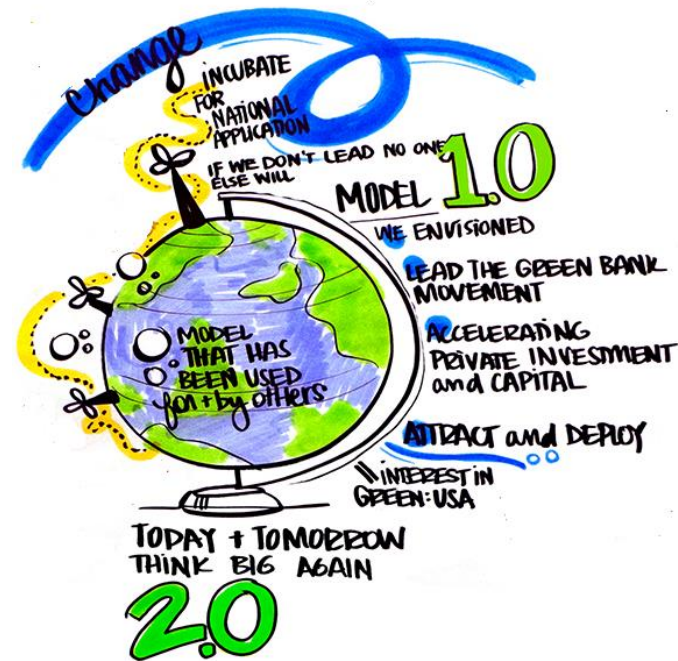 Change
INCUBATE
FOR
NATIONAL
APPLICATION
IF WE DON'T LEAD NO ONE
ELSE WILL
MODEL 1.0
WE ENVISIONED
LEAD THE GREEN BANK
MOVEMENT
ACCELERATING
PRIVATE INVESTMENT
and CAPITAL
ATTRACT and DEPLOY
INTEREST IN
GREEN: USA
MODEL
THAT HAS
BEEN USED
for + by others
TODAY + TOMORROW
THINK BIG AGAIN
2.0